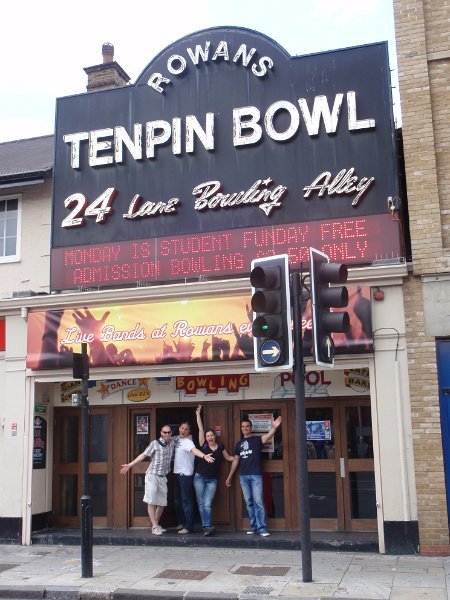 ROWANS
TENPIN BOWL
24 Lane Bowling Alley
MONDAY IS STUDENT FUNDAY FREE
ADMISSION BOWLING ONLY
Live Bands at Rowans
DANCE
BOWLING
POOL